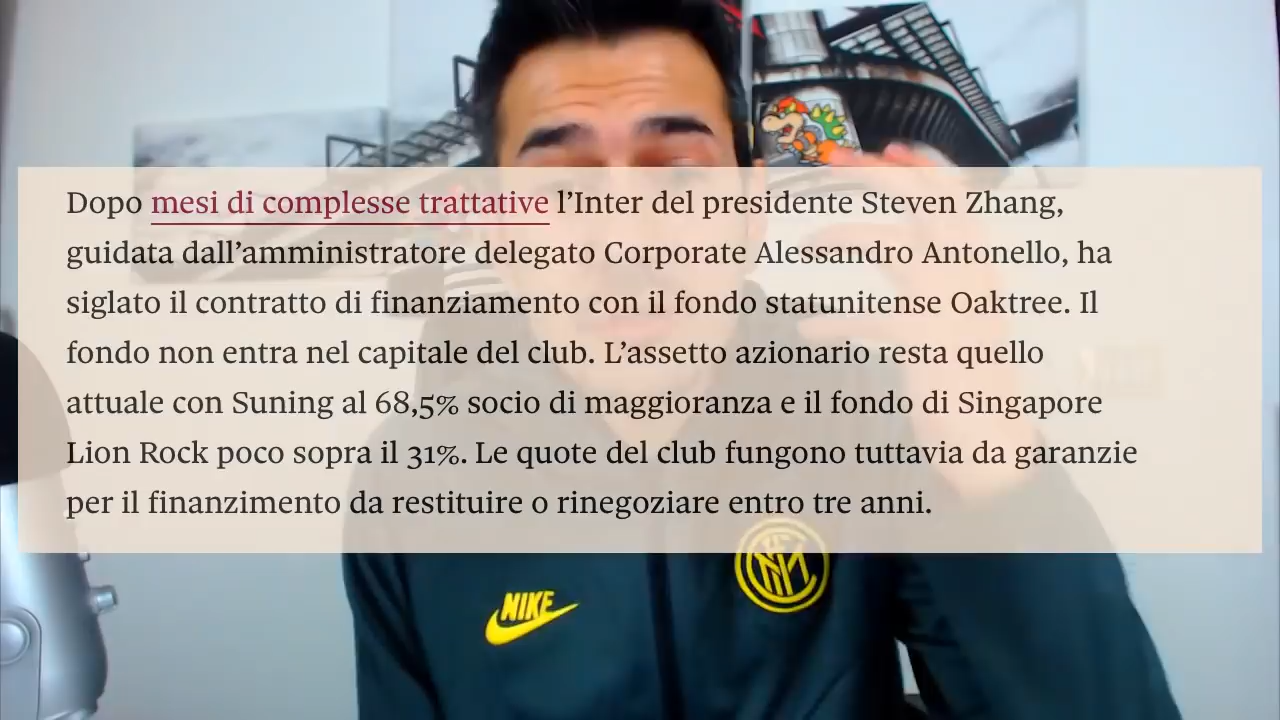 Dopo mesi di complesse trattative l’Inter del presidente Steven Zhang,
guidata dall’amministratore delegato Corporate Alessandro Antonello, ha
siglato il contratto di finanziamento con il fondo statunitense Oaktree. Il
fondo non entra nel capitale del club. L’assetto azionario resta quello
attuale con Suning al 68,5% socio di maggioranza e il fondo di Singapore
Lion Rock poco sopra il 31%. Le quote del club fungono tuttavia da garanzie
per il finanzimento da restituire o rinegoziare entro tre anni.
NIKE